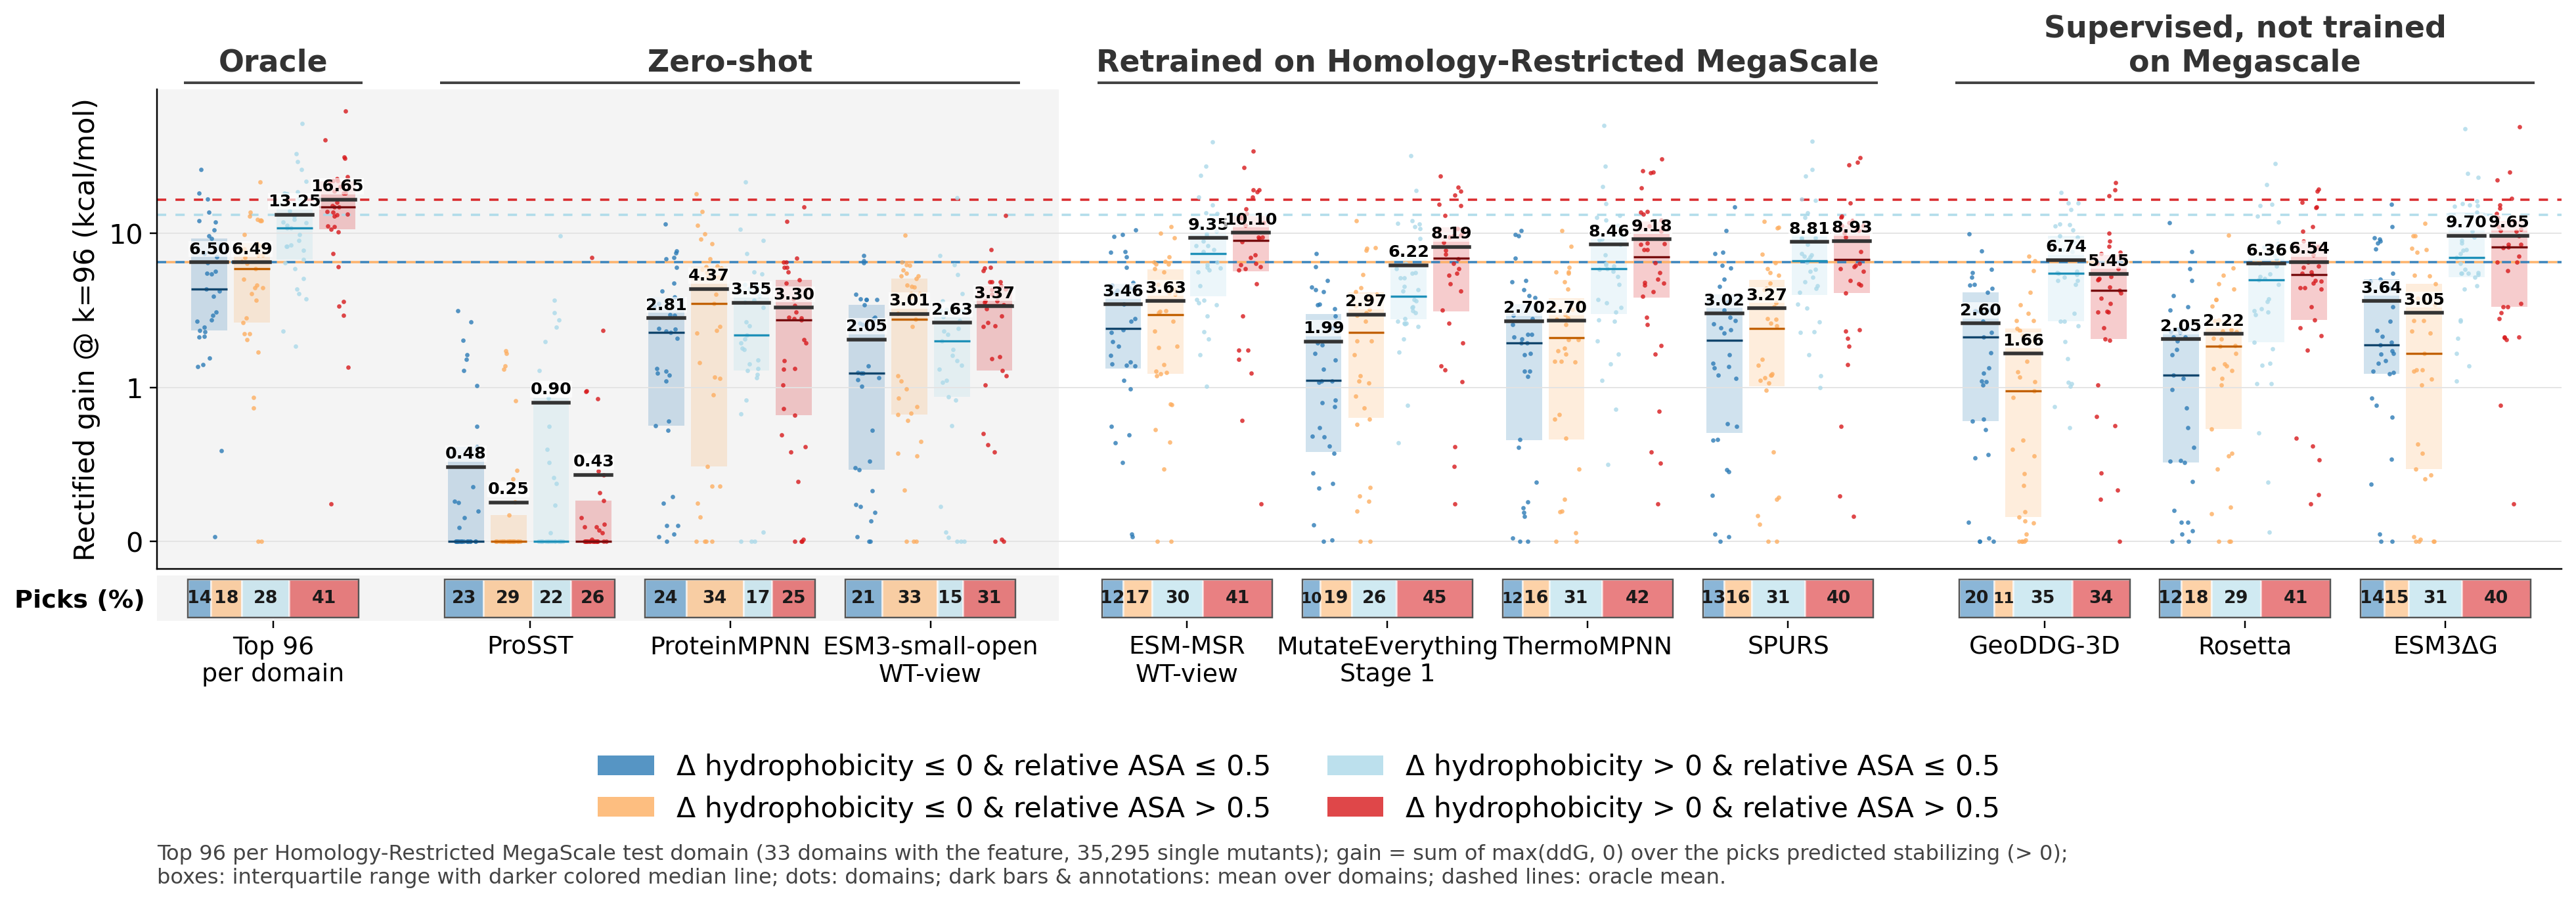 Oracle
Zero-shot
Retrained on Homology-Restricted MegaScale
Supervised, not trained
on Megascale
Rectified gain @ k=96 (kcal/mol)
10
1
0
6.50 6.49 13.25 16.65
0.48 0.25 0.90 0.43
2.81 4.37 3.55 3.30
2.05 3.01 2.63 3.37
3.46 3.63 9.35 10.10
1.99 2.97 6.22 8.19
2.70 2.70 8.46 9.18
3.02 3.27 8.81 8.93
2.60 1.66 6.74 5.45
2.05 2.22 6.36 6.54
3.64 3.05 9.70 9.65
Picks (%)
14 18 28 41
23 29 22 26
24 34 17 25
21 33 15 31
12 17 30 41
10 19 26 45
12 16 31 42
13 16 31 40
20 11 35 34
12 18 29 41
14 15 31 40
Top 96
per domain
ProSST
ProteinMPNN
ESM3-small-open
WT-view
ESM-MSR
WT-view
MutateEverything
Stage 1
ThermoMPNN
SPURS
GeoDDG-3D
Rosetta
ESM3ΔG
Δ hydrophobicity ≤ 0 & relative ASA ≤ 0.5
Δ hydrophobicity ≤ 0 & relative ASA > 0.5
Δ hydrophobicity > 0 & relative ASA ≤ 0.5
Δ hydrophobicity > 0 & relative ASA > 0.5
Top 96 per Homology-Restricted MegaScale test domain (33 domains with the feature, 35,295 single mutants); gain = sum of max(ddG, 0) over the picks predicted stabilizing (> 0);
boxes: interquartile range with darker colored median line; dots: domains; dark bars & annotations: mean over domains; dashed lines: oracle mean.